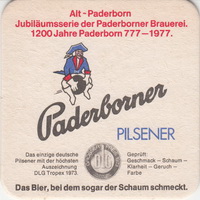 Alt-Paderborn
Jubiläumsserie der Paderborner Brauerei.
1200 Jahre Paderborn 777-1977.
Paderborner
PILSENER
Das einzige deutsche
Pilsener mit der höchsten
Auszeichnung
DLG Tropex 1973.
Geprüft:
Geschmack - Schaum -
Klarheit - Geruch -
Farbe
Das Bier, bei dem sogar der Schaum schmeckt.